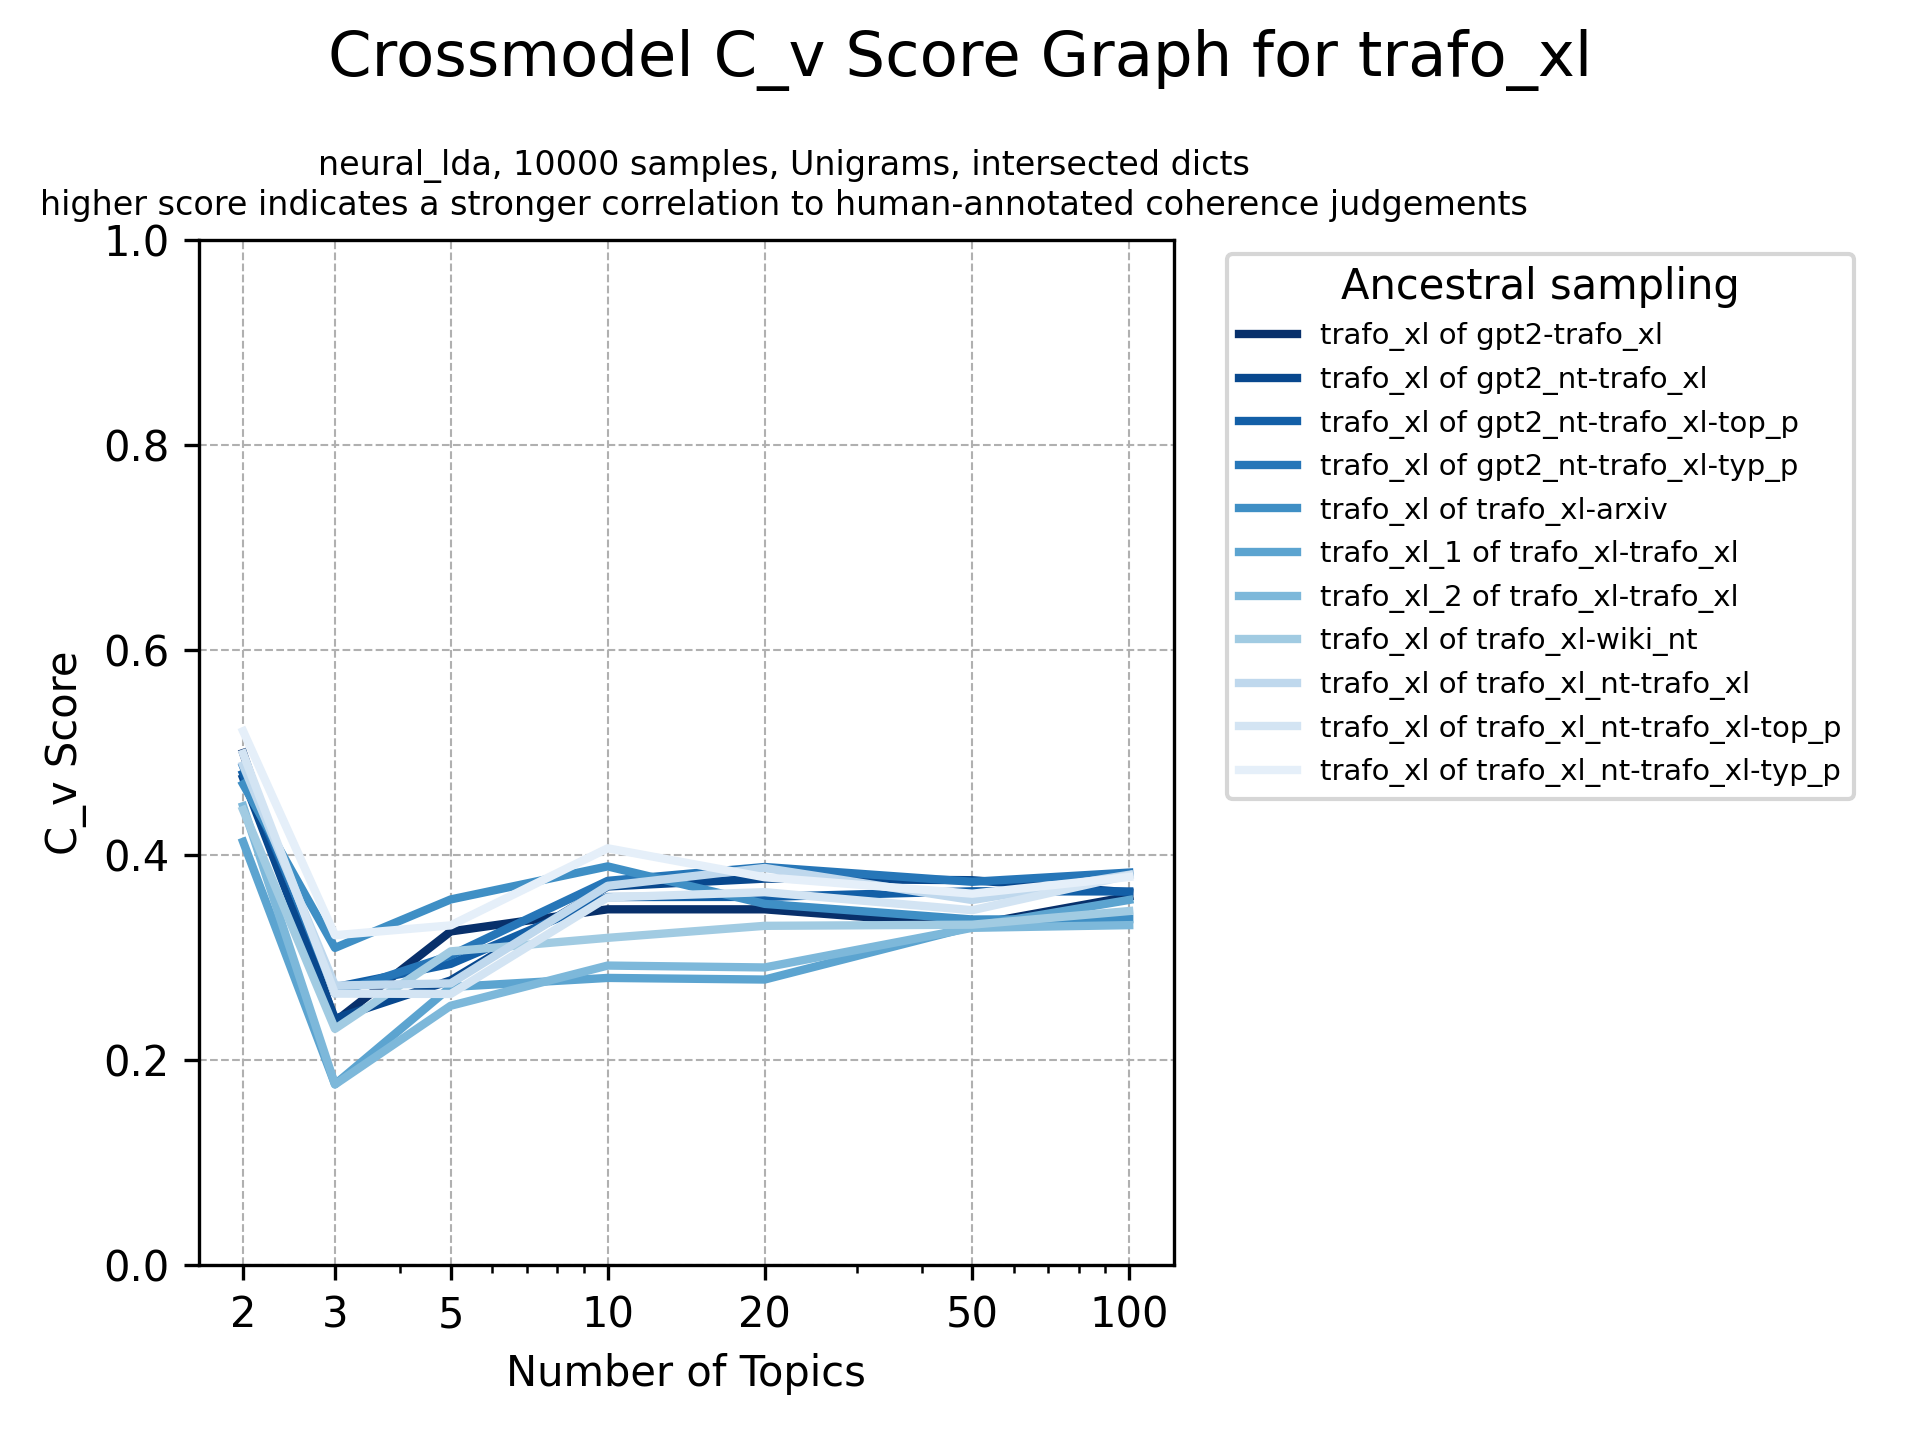 Crossmodel C_v Score Graph for trafo_xl
neural_lda, 10000 samples, Unigrams, intersected dicts
higher score indicates a stronger correlation to human-annotated coherence judgements
1.0
0.8
0.6
0.4
0.2
0.0
C_v Score
2 3 5 10 20 50 100
Number of Topics
Ancestral sampling
trafo_xl of gpt2-trafo_xl
trafo_xl of gpt2_nt-trafo_xl
trafo_xl of gpt2_nt-trafo_xl-top_p
trafo_xl of gpt2_nt-trafo_xl-typ_p
trafo_xl of trafo_xl-arxiv
trafo_xl_1 of trafo_xl-trafo_xl
trafo_xl_2 of trafo_xl-trafo_xl
trafo_xl of trafo_xl-wiki_nt
trafo_xl of trafo_xl_nt-trafo_xl
trafo_xl of trafo_xl_nt-trafo_xl-top_p
trafo_xl of trafo_xl_nt-trafo_xl-typ_p